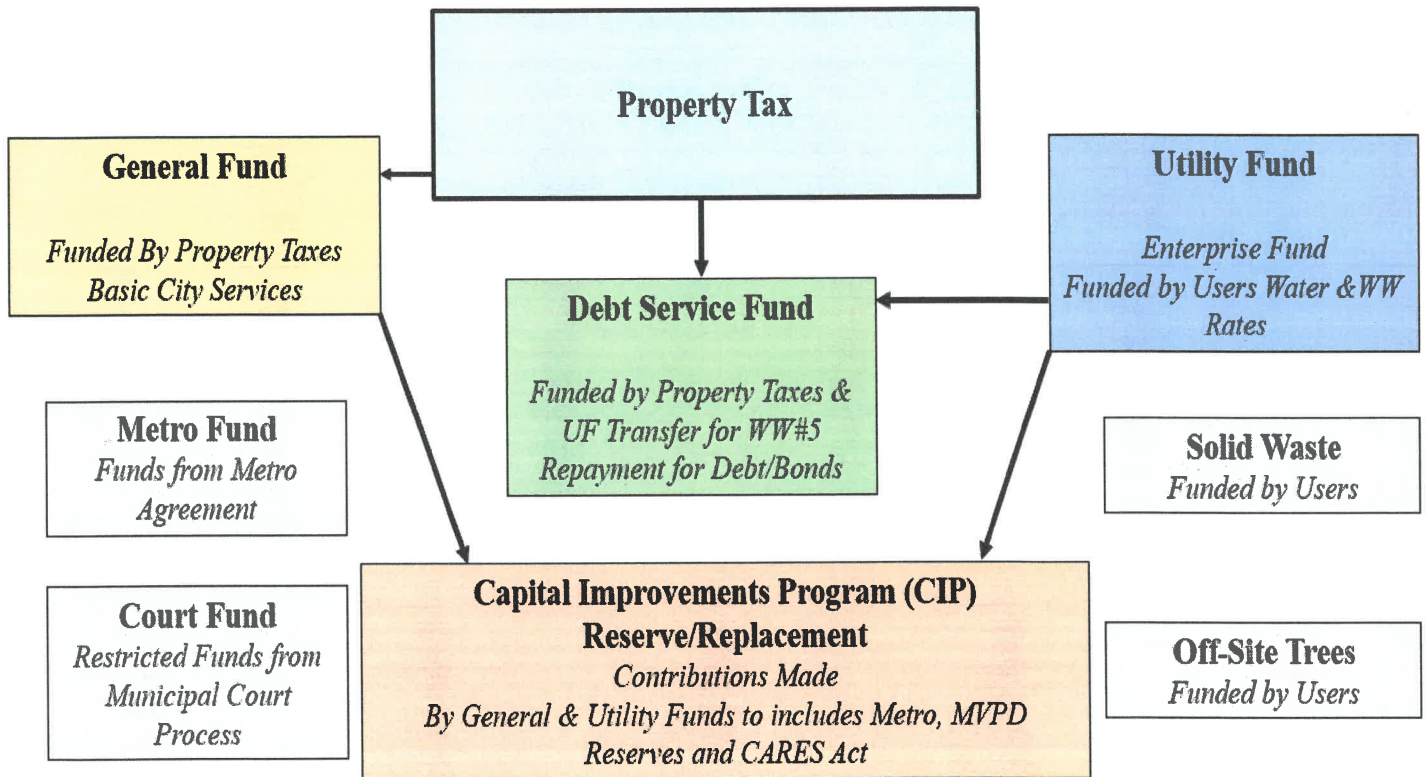 Property Tax
General Fund
Funded By Property Taxes
Basic City Services
Utility Fund
Enterprise Fund
Funded by Users Water &WW
Rates
Debt Service Fund
Funded by Property Taxes &
UF Transfer for WW#5
Repayment for Debt/Bonds
Metro Fund
Funds from Metro
Agreement
Solid Waste
Funded by Users
Court Fund
Restricted Funds from
Municipal Court
Process
Capital Improvements Program (CIP)
Reserve/Replacement
Contributions Made
By General & Utility Funds to includes Metro, MVPD
Reserves and CARES Act
Off-Site Trees
Funded by Users